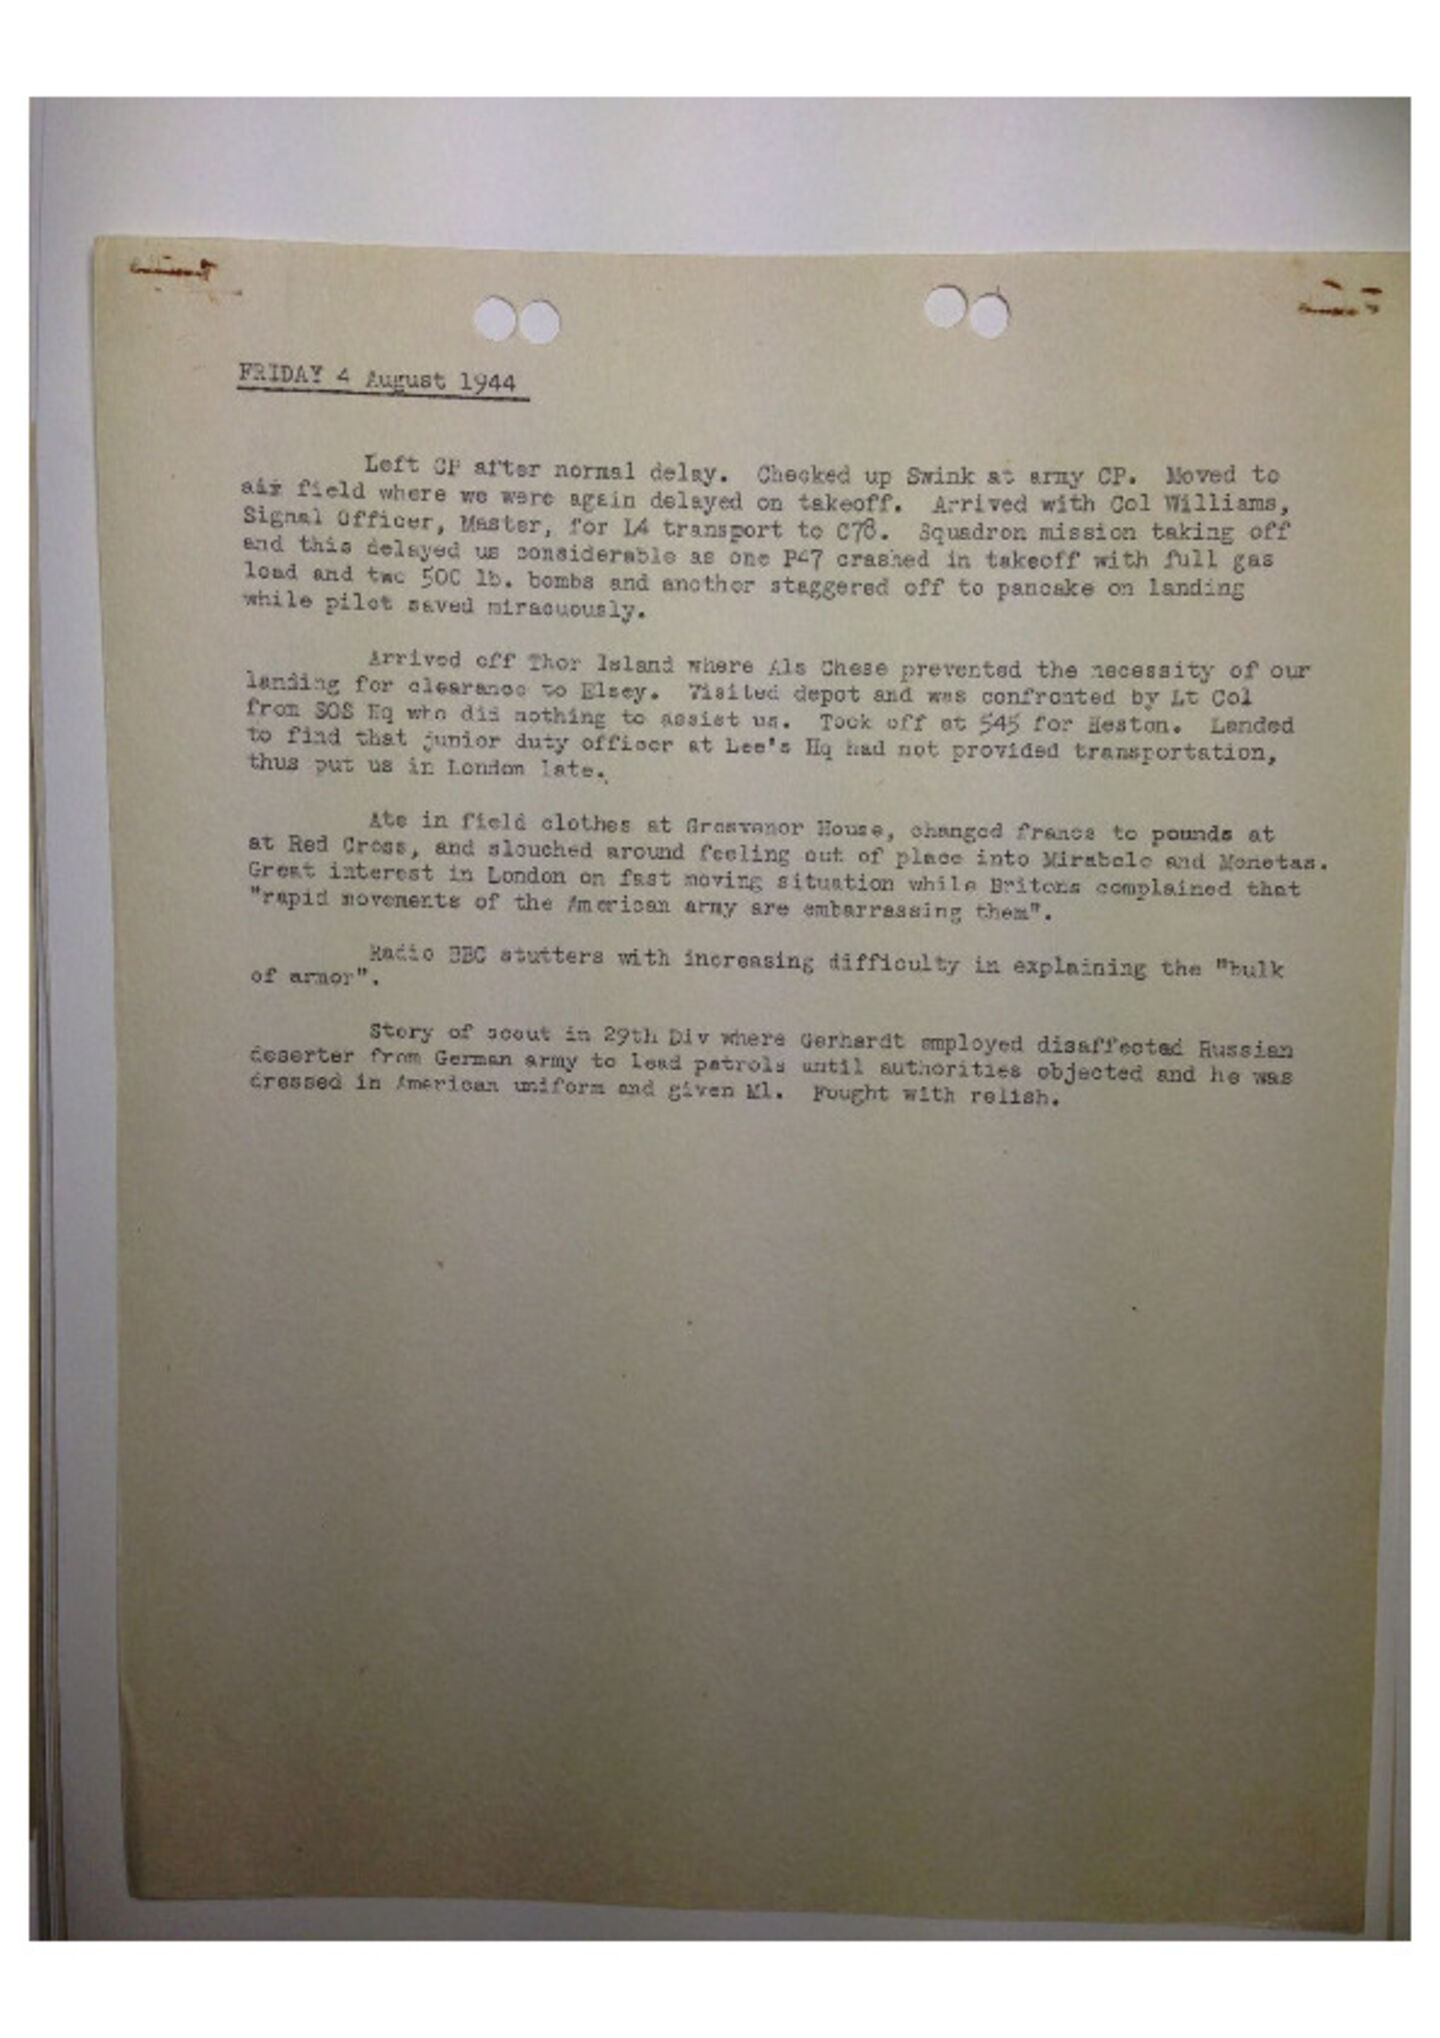 FRIDAY 4 August 1944
Left CP after normal delay. Checked up Swink at army CP. Moved to
air field where we were again delayed on takeoff. Arrived with Col Williams,
Signal Officer, Master, for L4 transport to C78. Squadron mission taking off
and this delayed us considerable as one P47 crashed in takeoff with full gas
load and two 500 lb. bombs and another staggered off to pancake on landing
while pilot saved miracuously.
Arrived off Thor Island where Als Chese prevented the necessity of our
landing for clearance to Elsey. Visited depot and was confronted by Lt Col
from SOS Hq who did nothing to assist us. Took off at 545 for Heston. Landed
to find that junior duty officer at Lee's Hq had not provided transportation,
thus put us in London late.
Ate in field clothes at Grosvenor House, changed francs to pounds at
at Red Cross, and slouched around feeling out of place into Mirabelo and Monetas.
Great interest in London on fast moving situation while Britons complained that
"rapid movements of the American army are embarrassing them".
Radio BBC stutters with increasing difficulty in explaining the "bulk
of armor".
Story of scout in 29th Div where Gerhardt employed disaffected Russian
deserter from German army to lead patrols until authorities objected and he was
dressed in American uniform and given M1. Fought with relish.